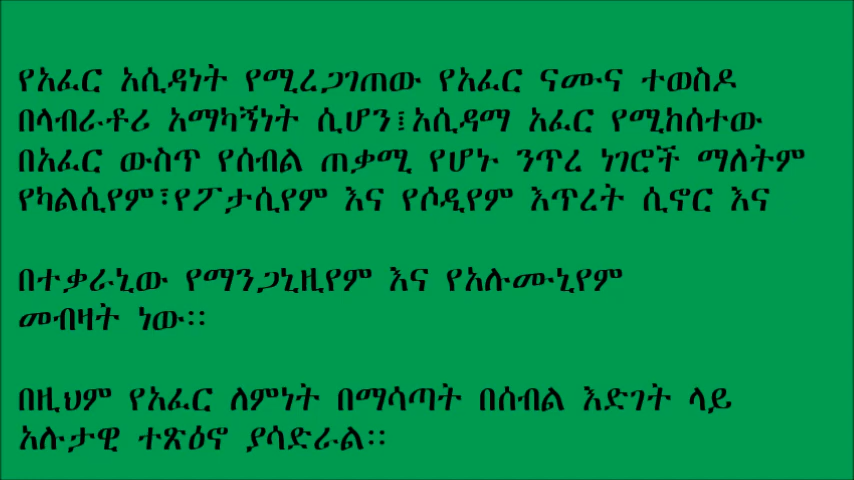 የአፈር አሲዳነት የሚረጋገጠው የአፈር ናሙና ተወስዶ
በላብራቶሪ አማካኝነት ሲሆን፤አሲዳማ አፈር የሚከሰተው
በአፈር ውስጥ የሰብል ጠቃሚ የሆኑ ንጥረ ነገሮች ማለትም
የካልሲየም፣የፖታሲየም እና የሶዲየም እጥረት ሲኖር እና
በተቃራኒው የማንጋኒዚየም እና የአሉሙኒየም
መብዛት ነው፡፡
በዚህም የአፈር ለምነት በማሳጣት በሰብል እድገት ላይ
አሉታዊ ተጽዕኖ ያሳድራል፡፡